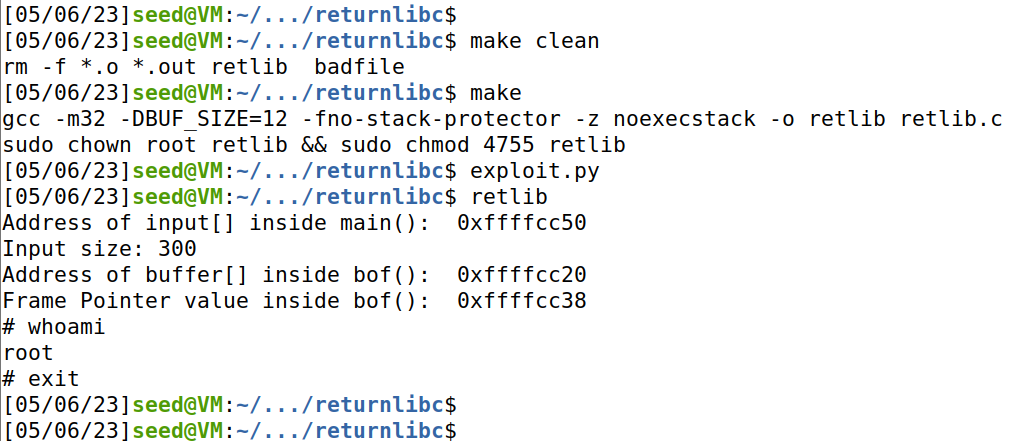 [05/06/23]seed@VM:~/.../returnlibc$
[05/06/23]seed@VM:~/.../returnlibc$ make clean
rm -f *.o *.out retlib  badfile
[05/06/23]seed@VM:~/.../returnlibc$ make
gcc -m32 -DBUF_SIZE=12 -fno-stack-protector -z noexecstack -o retlib retlib.c
sudo chown root retlib && sudo chmod 4755 retlib
[05/06/23]seed@VM:~/.../returnlibc$ exploit.py
[05/06/23]seed@VM:~/.../returnlibc$ retlib
Address of input[] inside main():  0xffffcc50
Input size: 300
Address of buffer[] inside bof():  0xffffcc20
Frame Pointer value inside bof():  0xffffcc38
# whoami
root
# exit
[05/06/23]seed@VM:~/.../returnlibc$
[05/06/23]seed@VM:~/.../returnlibc$